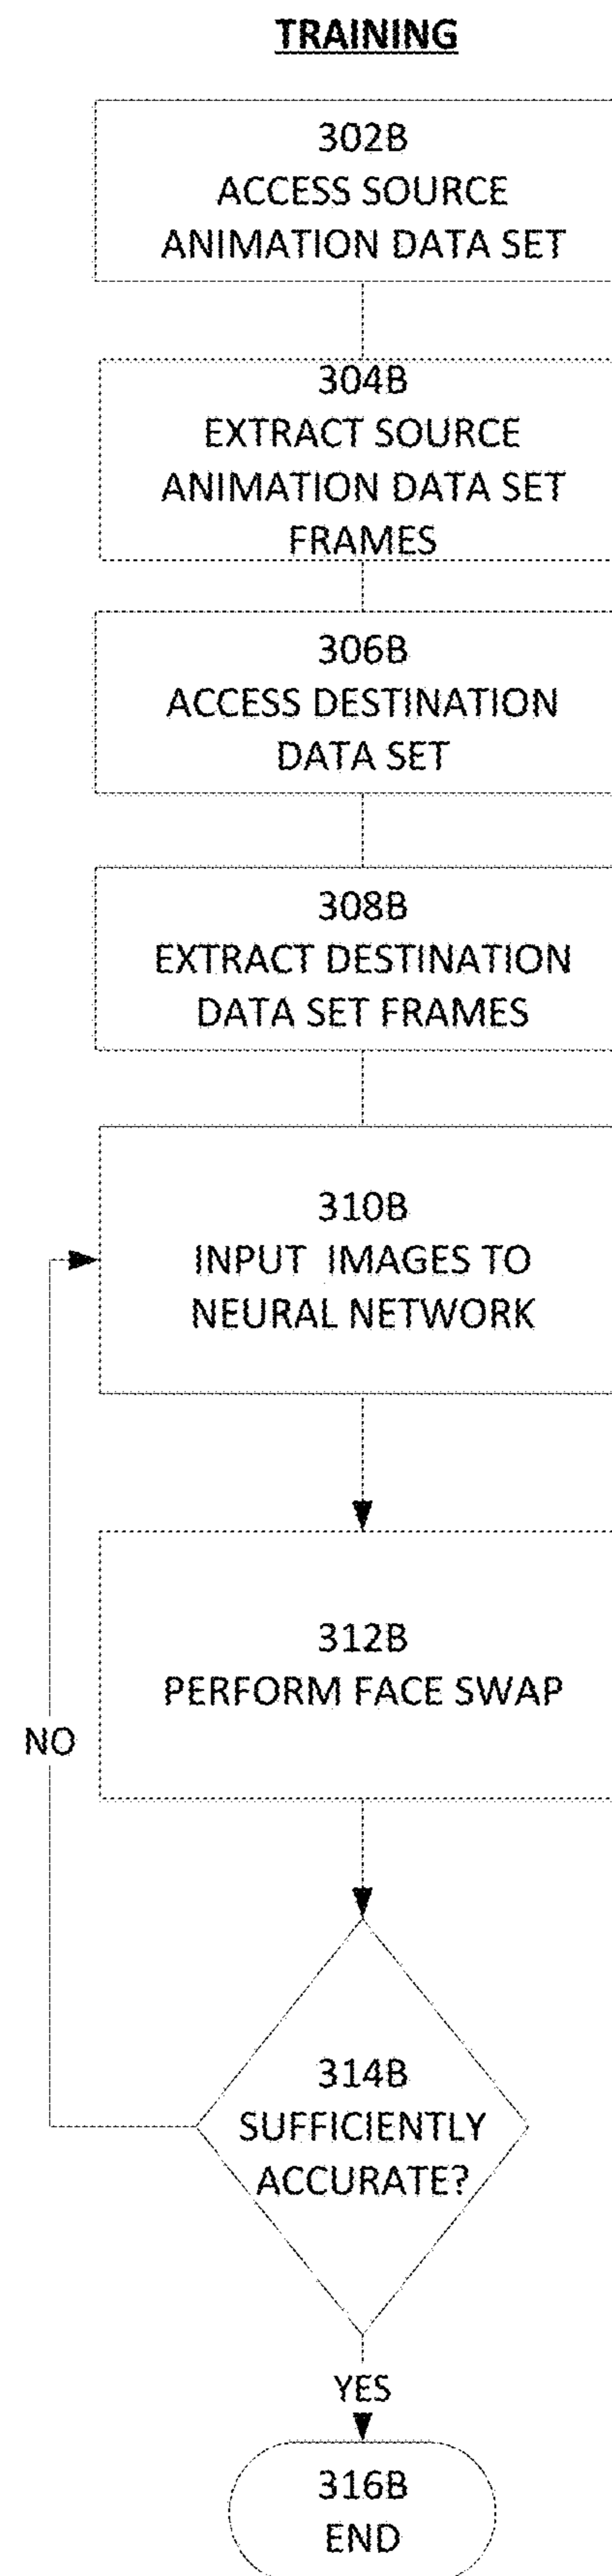 TRAINING
302B
ACCESS SOURCE
ANIMATION DATA SET
304B
EXTRACT SOURCE
ANIMATION DATA SET
FRAMES
306B
ACCESS DESTINATION
DATA SET
308B
EXTRACT DESTINATION
DATA SET FRAMES
310B
INPUT IMAGES TO
NEURAL NETWORK
312B
PERFORM FACE SWAP
NO
314B
SUFFICIENTLY
ACCURATE?
YES
316B
END